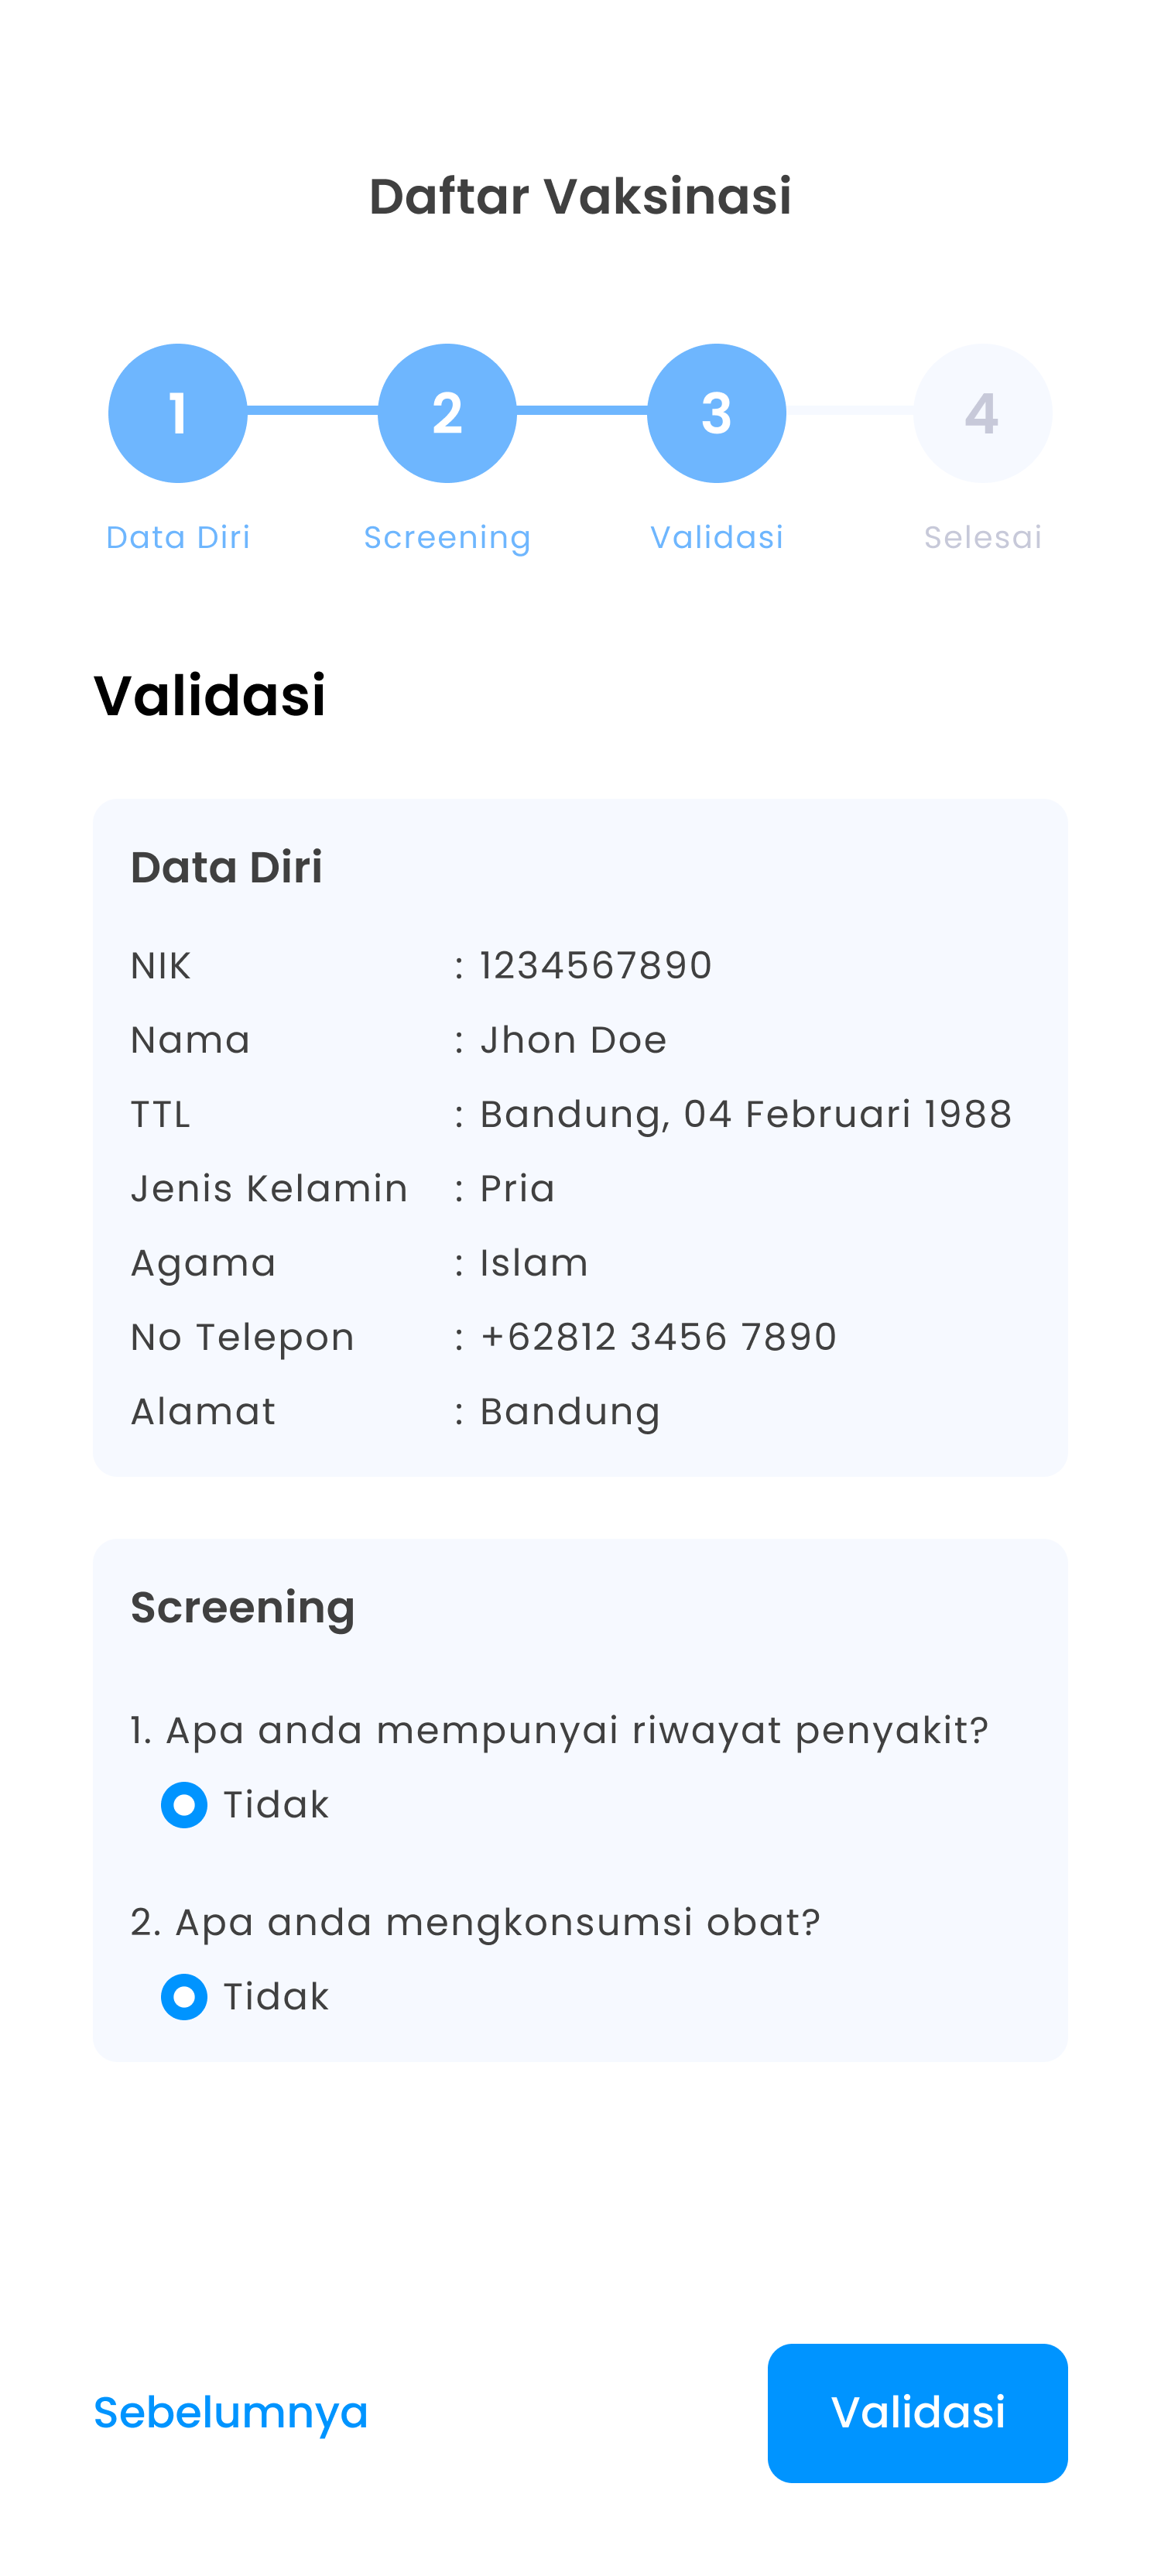 Daftar Vaksinasi
1 2 3 4
Data Diri Screening Validasi Selesai
Validasi
Data Diri
NIK : 1234567890
Nama : Jhon Doe
TTL : Bandung, 04 Februari 1988
Jenis Kelamin : Pria
Agama : Islam
No Telepon : +62812 3456 7890
Alamat : Bandung
Screening
1. Apa anda mempunyai riwayat penyakit?
Tidak
2. Apa anda mengkonsumsi obat?
Tidak
Sebelumnya Validasi